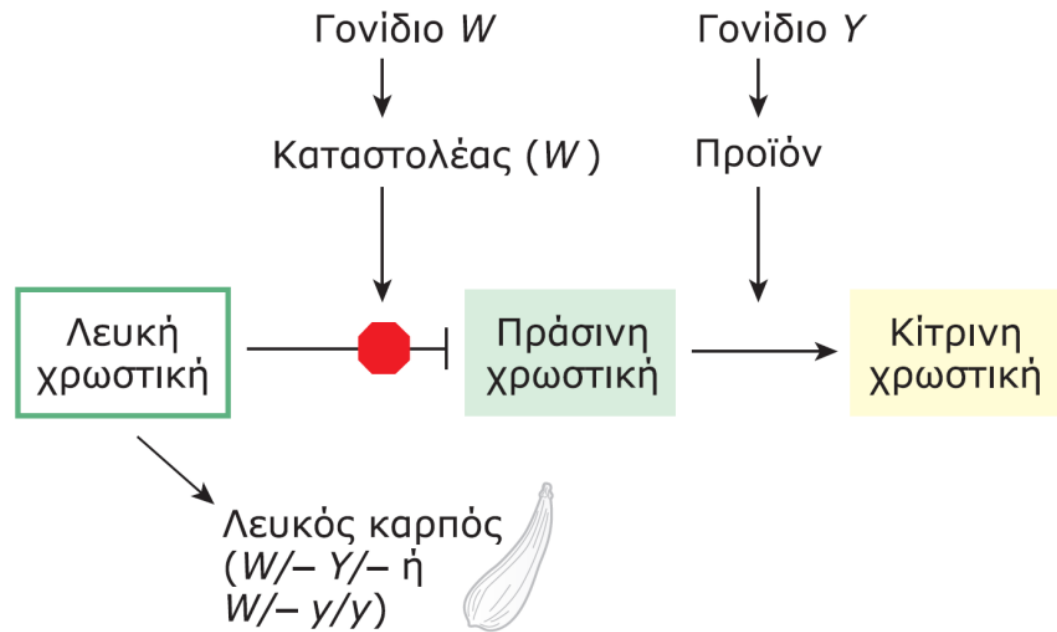 Γονίδιο W
Γονίδιο Y
Καταστολέας (W)
Προϊόν
Λευκή
χρωστική
Πράσινη
χρωστική
Κίτρινη
χρωστική
Λευκός καρπός
(W/– Y/– ή
W/– y/y)